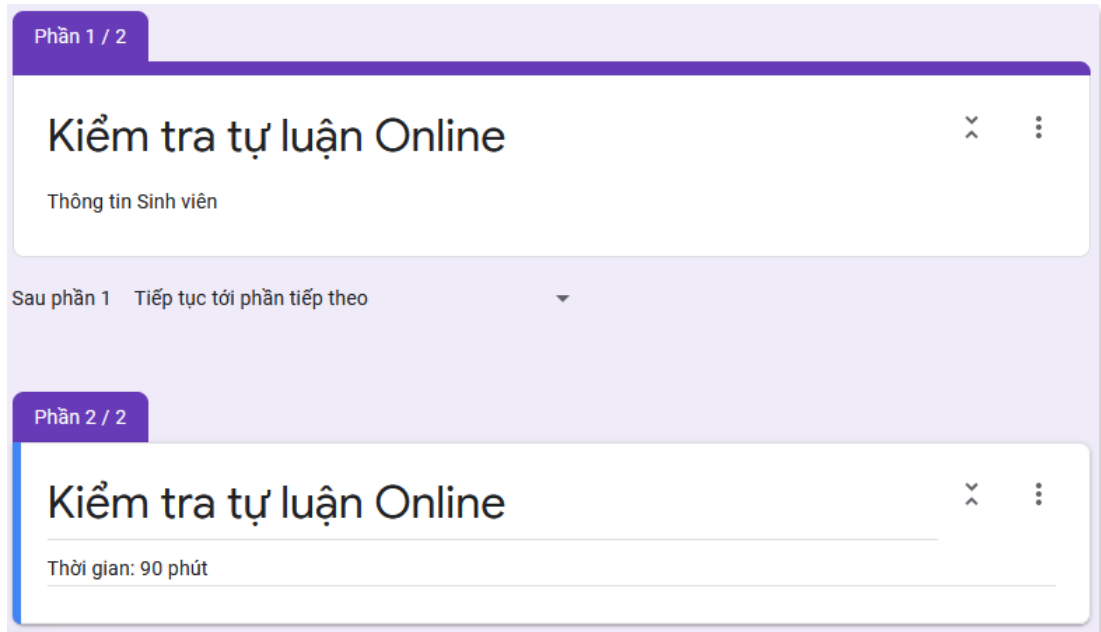 Phần 1 / 2
Kiểm tra tự luận Online
Thông tin Sinh viên
Sau phần 1 Tiếp tục tới phần tiếp theo
Phần 2 / 2
Kiểm tra tự luận Online
Thời gian: 90 phút